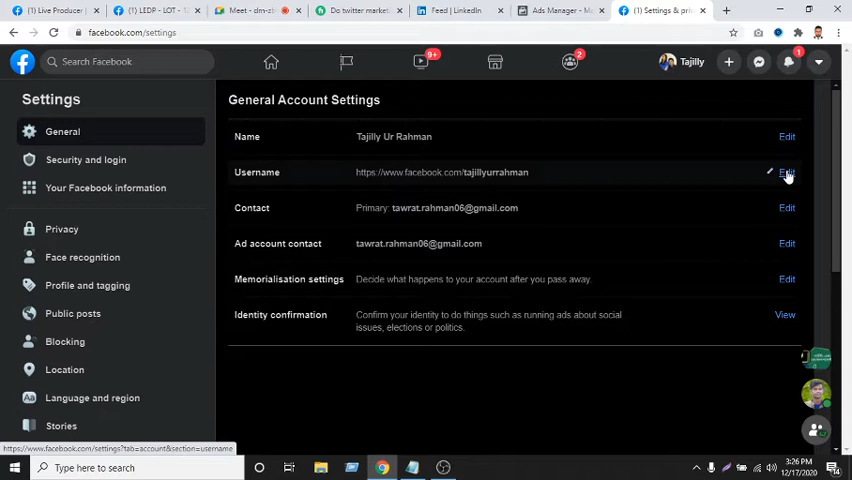 (1) Live Producer |
(1) LEDP - LOT - 1
Meet - dm-zb
Do twitter market
Feed | LinkedIn
Ads Manager - M
(1) Settings & pri
facebook.com/settings
Search Facebook
9+
2
Tajilly
1
Settings
General
Security and login
Your Facebook information
Privacy
Face recognition
Profile and tagging
Public posts
Blocking
Location
Language and region
Stories
General Account Settings
Name Tajilly Ur Rahman Edit
Username https://www.facebook.com/tajillyurrahman Edit
Contact Primary: tawrat.rahman06@gmail.com Edit
Ad account contact tawrat.rahman06@gmail.com Edit
Memorialisation settings Decide what happens to your account after you pass away. Edit
Identity confirmation Confirm your identity to do things such as running ads about social View
issues, elections or politics.
https://www.facebook.com/settings?tab=account&section=username
Type here to search
3:26 PM
12/17/2020
14